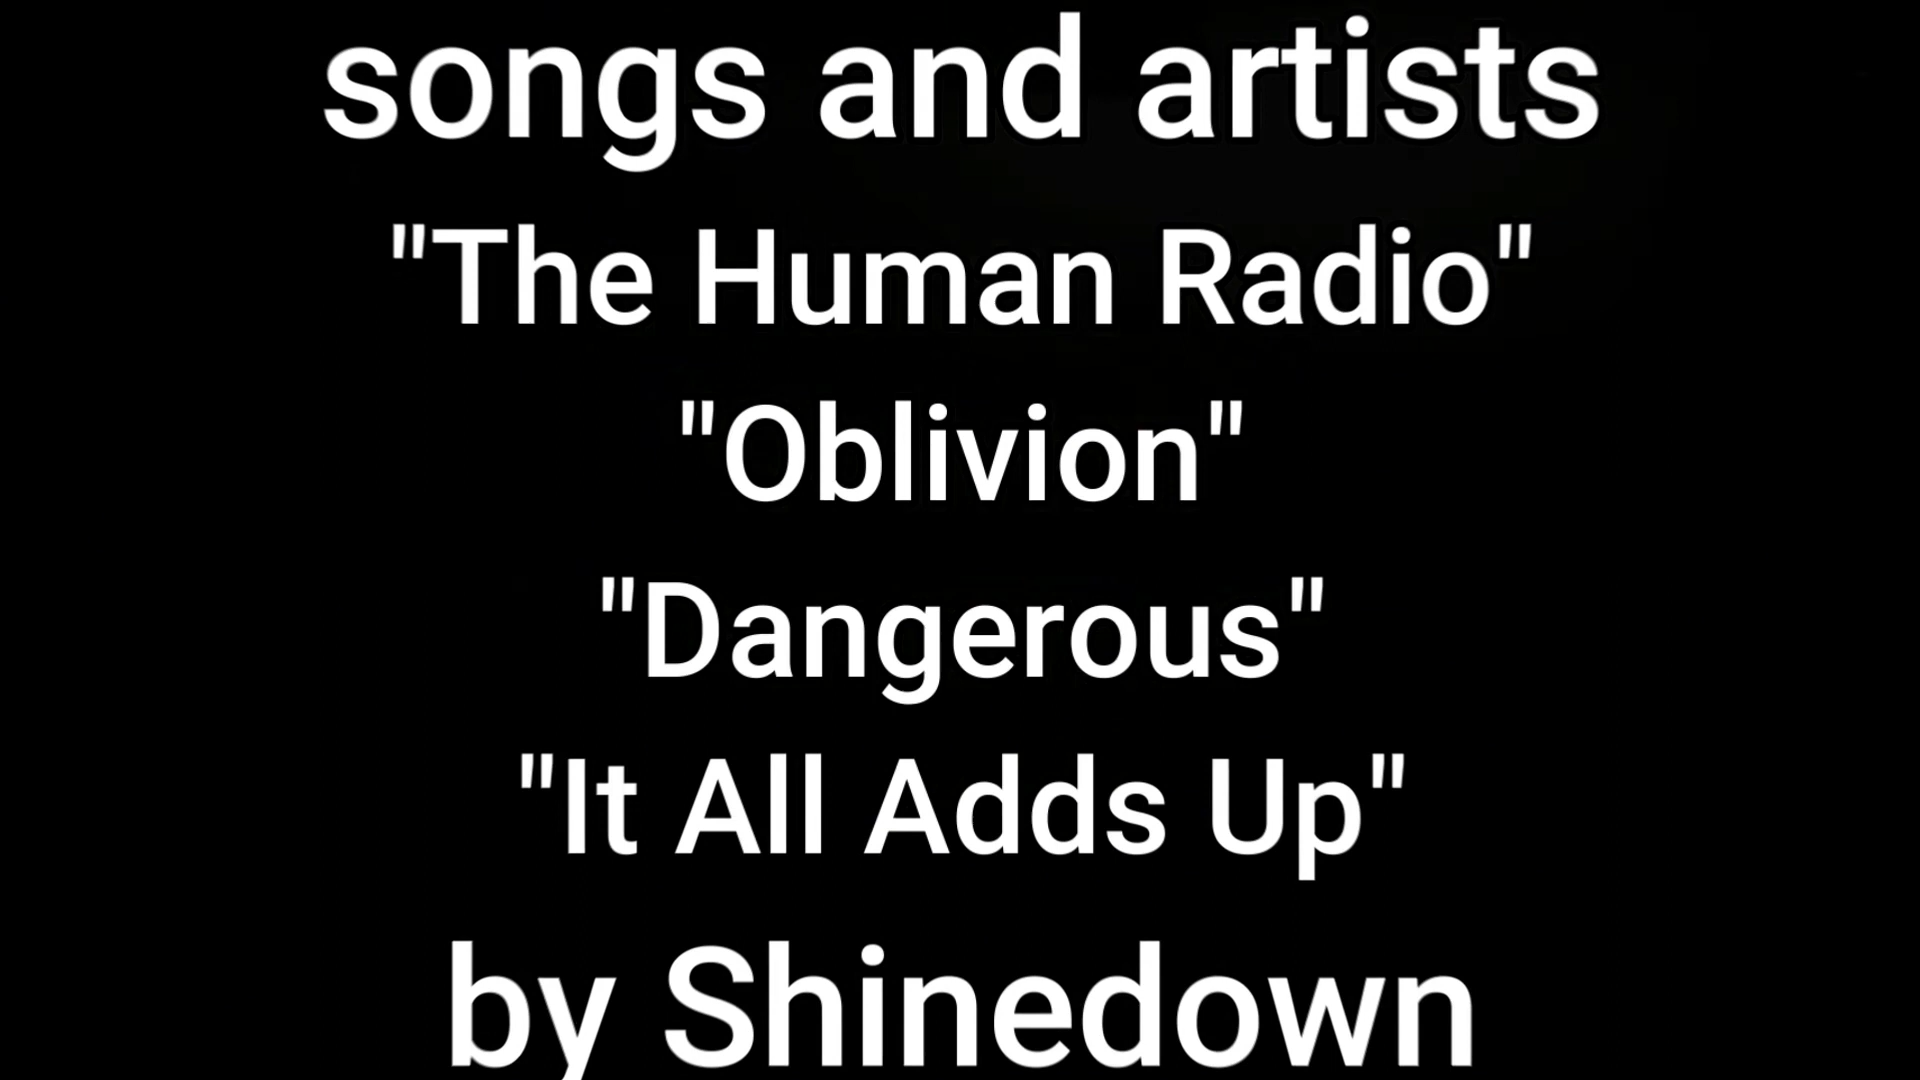 songs and artists
"The Human Radio"
"Oblivion"
"Dangerous"
"It All Adds Up"
by Shinedown